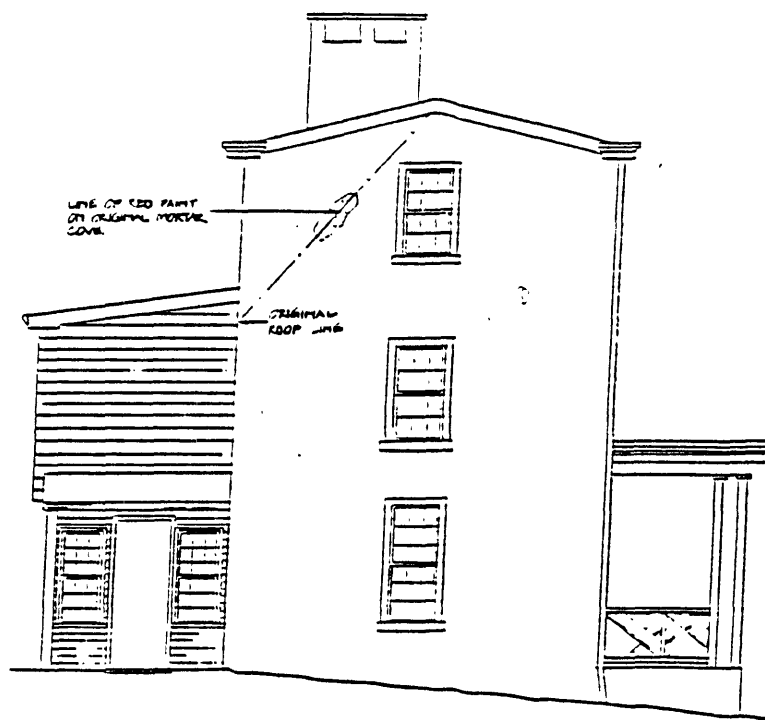 LINE OF RED PAINT
ON ORIGINAL MORTAR
COVE
ORIGINAL
ROOF LINE